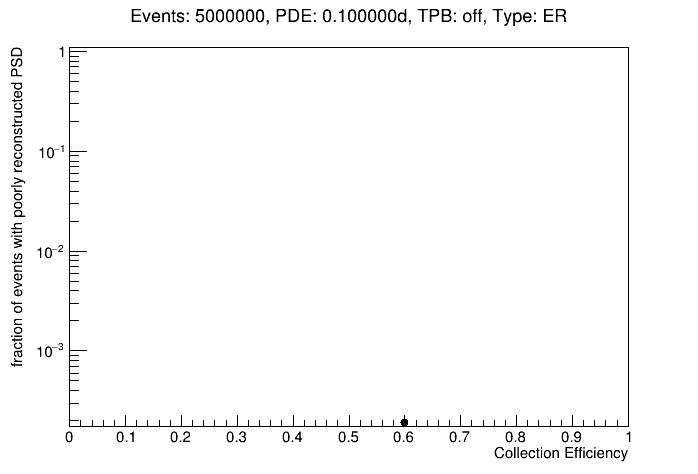 Events: 5000000, PDE: 0.100000d, TPB: off, Type: ER
fraction of events with poorly reconstructed PSD
1
10⁻¹
10⁻²
10⁻³
0 0.1 0.2 0.3 0.4 0.5 0.6 0.7 0.8 0.9 1
Collection Efficiency